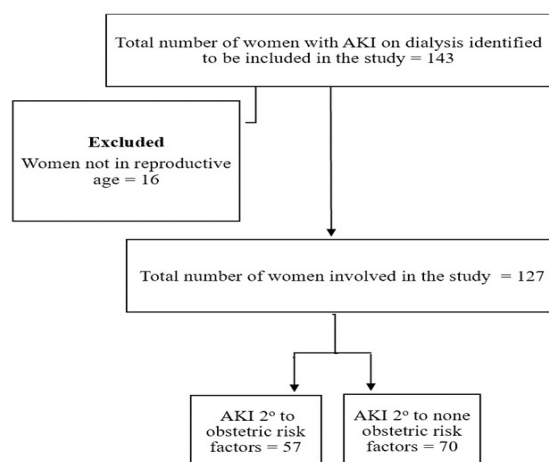 Total number of women with AKI on dialysis identified
to be included in the study = 143
Excluded
Women not in reproductive
age = 16
Total number of women involved in the study = 127
AKI 2º to
obstetric risk
factors = 57
AKI 2º to none
obstetric risk
factors = 70